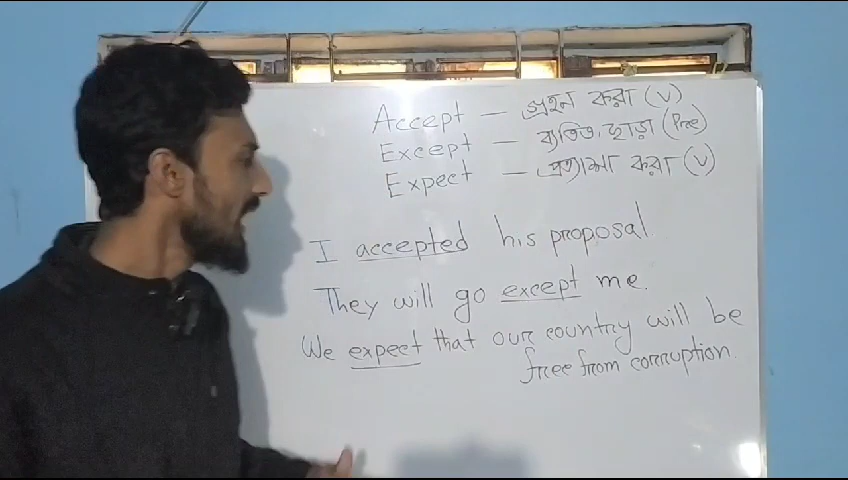 Accept — গ্রহন করা (V)
Except — ব্যতিত, ছাড়া (Pre)
Expect — প্রত্যাশা করা (V)
I accepted his proposal
They will go except me.
We expect that our country will be
free from corruption.